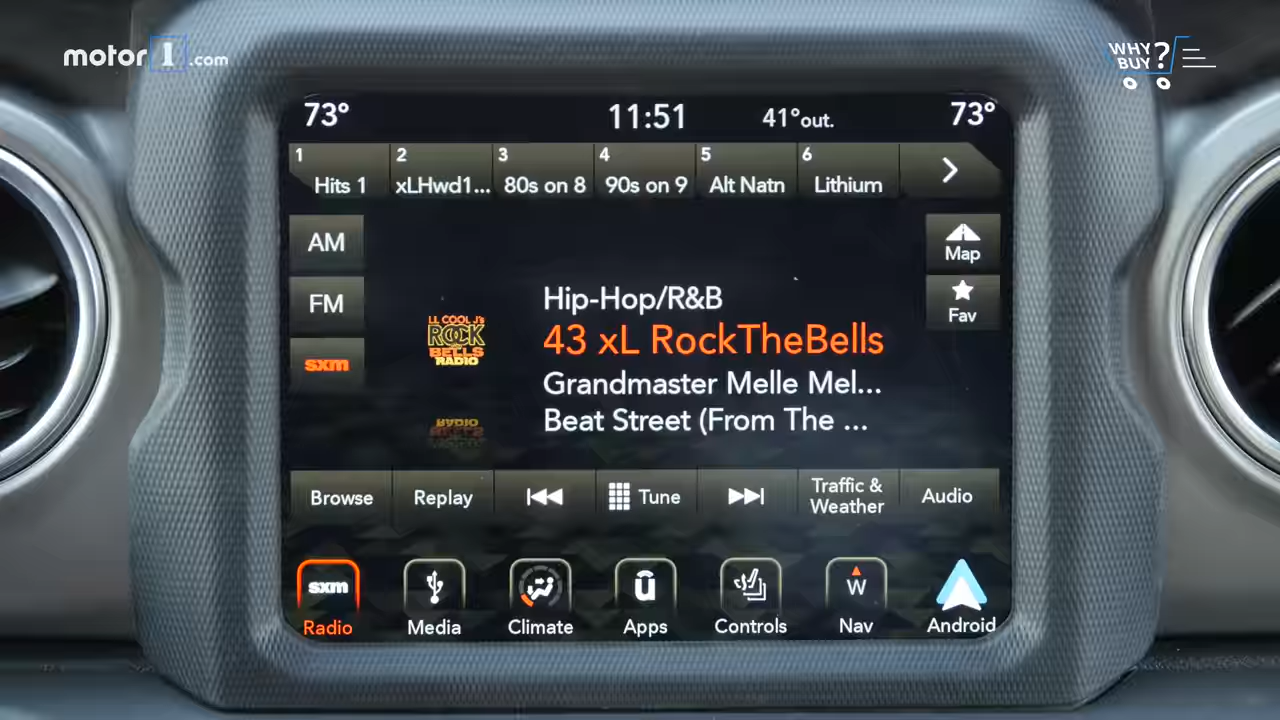 motor1.com
WHY BUY?
73° 11:51 41°out. 73°
1 2 3 4 5 6
Hits 1 xLHwd1... 80s on 8 90s on 9 Alt Natn Lithium
AM
Map
FM
Fav
sxm
LL COOL J's
ROCK
THE
BELLS
RADIO
Hip-Hop/R&B
43 xL RockTheBells
Grandmaster Melle Mel...
Beat Street (From The ...
Browse Replay Tune Traffic & Weather Audio
sxm
ū
W
Radio Media Climate Apps Controls Nav Android